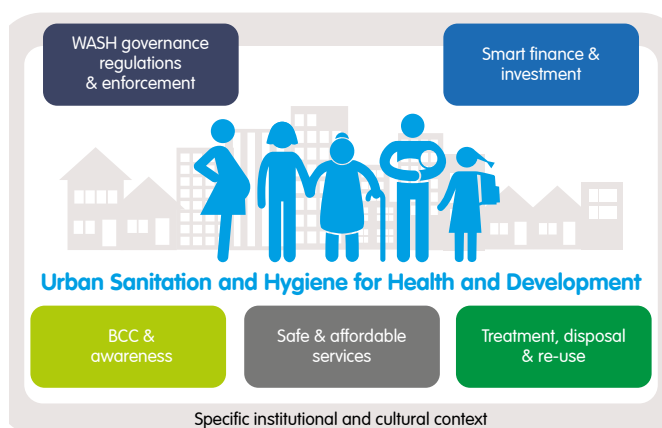 WASH governance
regulations
& enforcement
Smart finance &
investment
Urban Sanitation and Hygiene for Health and Development
BCC &
awareness
Safe & affordable
services
Treatment, disposal
& re-use
Specific institutional and cultural context